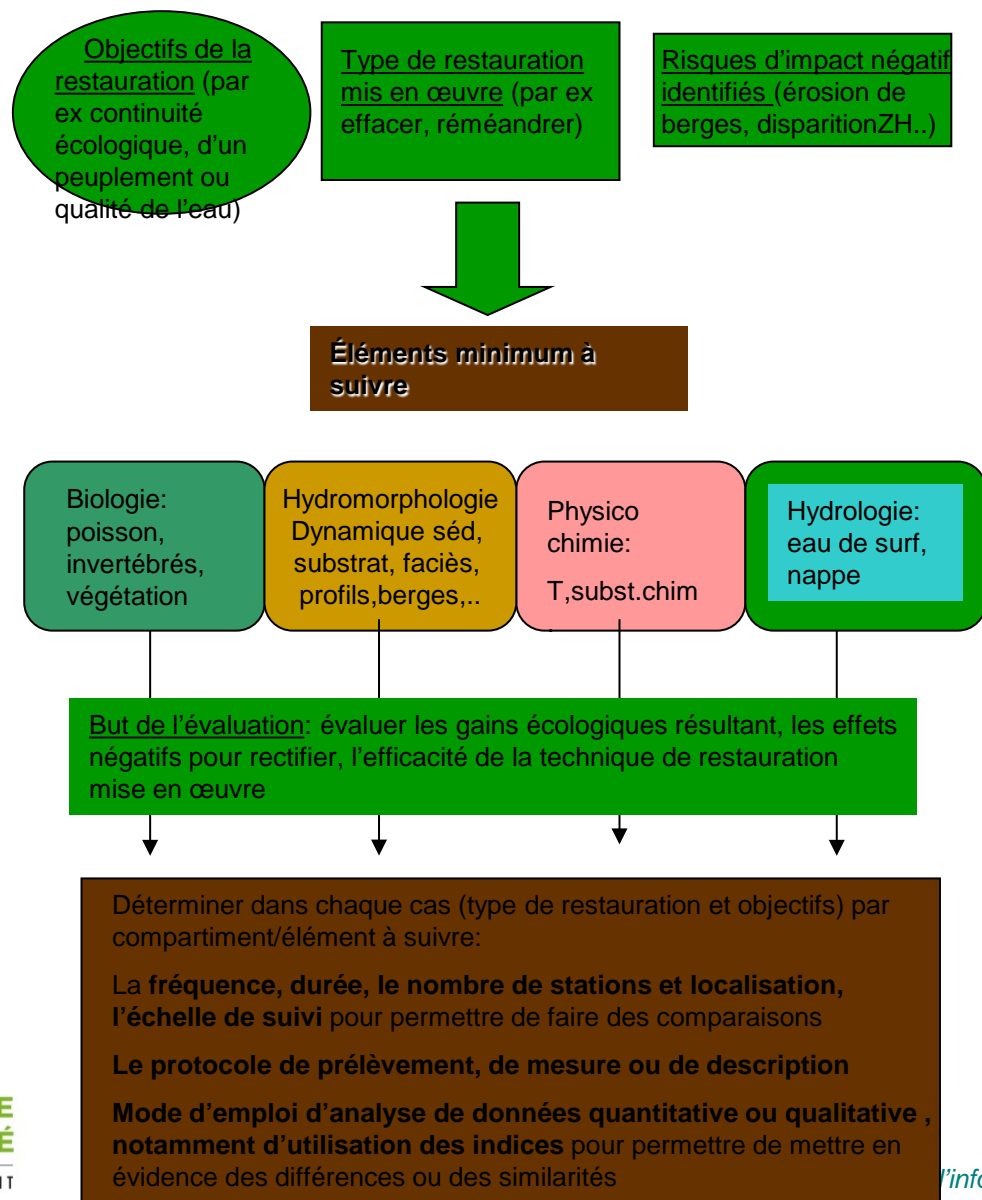 Objectifs de la
restauration (par
ex continuité
écologique, d'un
peuplement ou
qualité de l'eau)
Type de restauration
mis en œuvre (par ex
effacer, réméandrer)
Risques d'impact négatif
identifiés (érosion de
berges, disparitionZH..)
Éléments minimum à
suivre
Biologie:
poisson,
invertébrés,
végétation
Hydromorphologie
Dynamique séd,
substrat, faciès,
profils,berges,..
Physico
chimie:
T,subst.chim
.
Hydrologie:
eau de surf,
nappe
But de l'évaluation: évaluer les gains écologiques résultant, les effets
négatifs pour rectifier, l'efficacité de la technique de restauration
mise en œuvre
Déterminer dans chaque cas (type de restauration et objectifs) par
compartiment/élément à suivre:
La fréquence, durée, le nombre de stations et localisation,
l'échelle de suivi pour permettre de faire des comparaisons
Le protocole de prélèvement, de mesure ou de description
Mode d'emploi d'analyse de données quantitative ou qualitative ,
notamment d'utilisation des indices pour permettre de mettre en
évidence des différences ou des similarités
E
É
NT
l'info